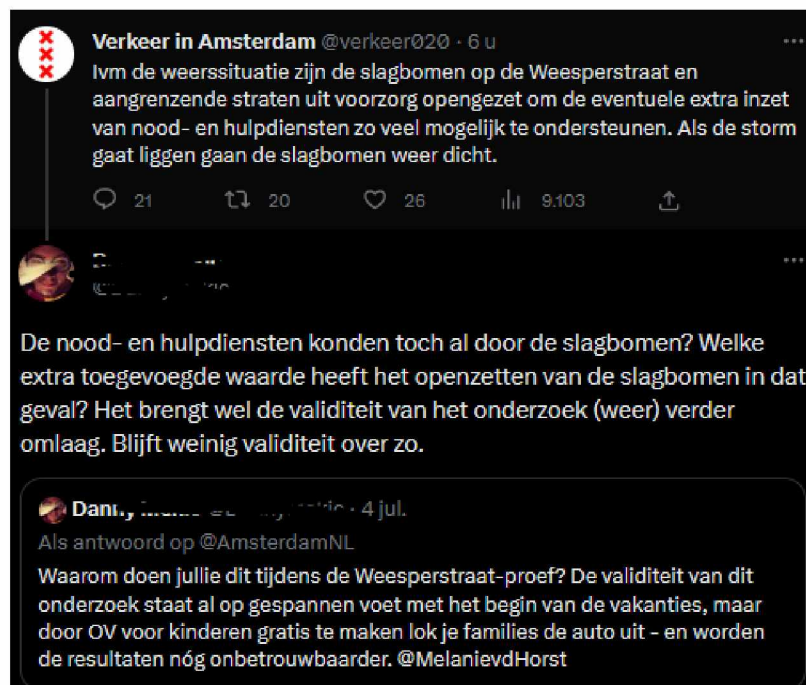 Verkeer in Amsterdam @verkeer020 · 6 u
Ivm de weerssituatie zijn de slagbomen op de Weesperstraat en
aangrenzende straten uit voorzorg opengezet om de eventuele extra inzet
van nood- en hulpdiensten zo veel mogelijk te ondersteunen. Als de storm
gaat liggen gaan de slagbomen weer dicht.
21 20 26 9.103
De nood- en hulpdiensten konden toch al door de slagbomen? Welke
extra toegevoegde waarde heeft het openzetten van de slagbomen in dat
geval? Het brengt wel de validiteit van het onderzoek (weer) verder
omlaag. Blijft weinig validiteit over zo.
· 4 jul.
Als antwoord op @AmsterdamNL
Waarom doen jullie dit tijdens de Weesperstraat-proef? De validiteit van dit
onderzoek staat al op gespannen voet met het begin van de vakanties, maar
door OV voor kinderen gratis te maken lok je families de auto uit - en worden
de resultaten nóg onbetrouwbaarder. @MelanievdHorst